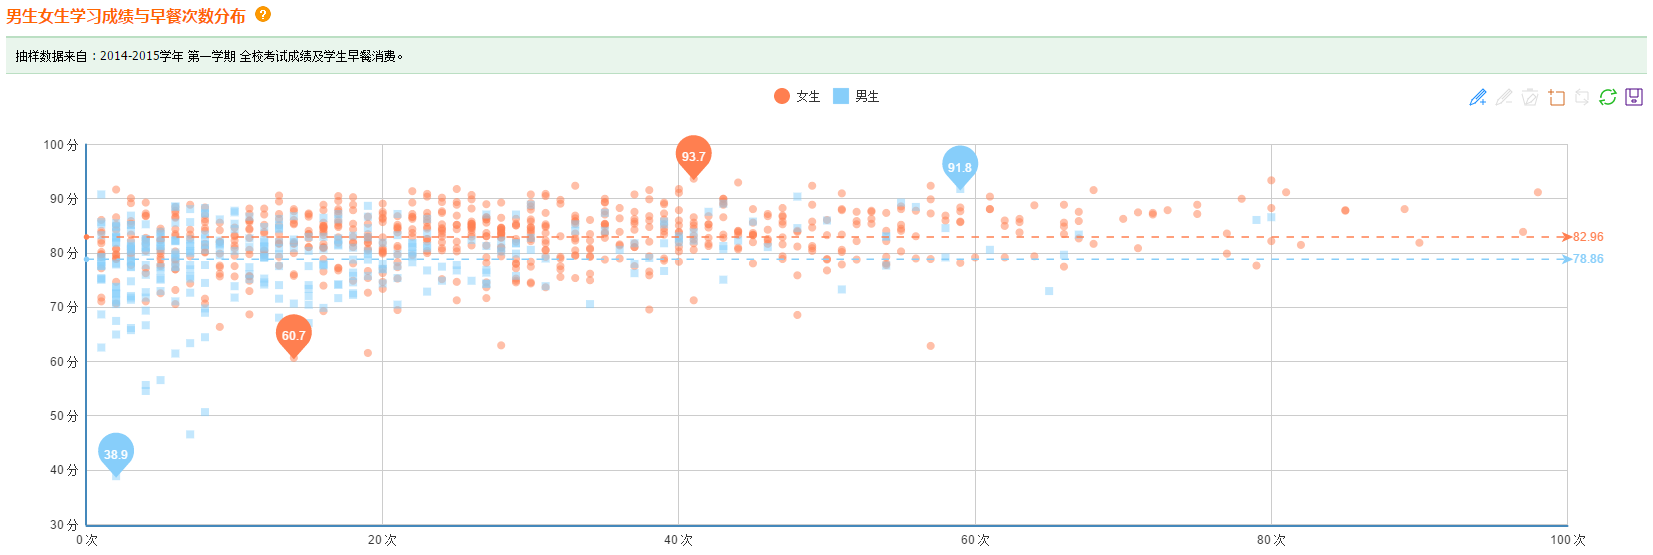 男生女生学习成绩与早餐次数分布 ?
抽样数据来自：2014-2015学年 第一学期 全校考试成绩及学生早餐消费。
女生 男生
100 分
90 分
80 分
70 分
60 分
50 分
40 分
30 分
93.7
91.8
82.96
78.86
60.7
38.9
0 次 20 次 40 次 60 次 80 次 100 次